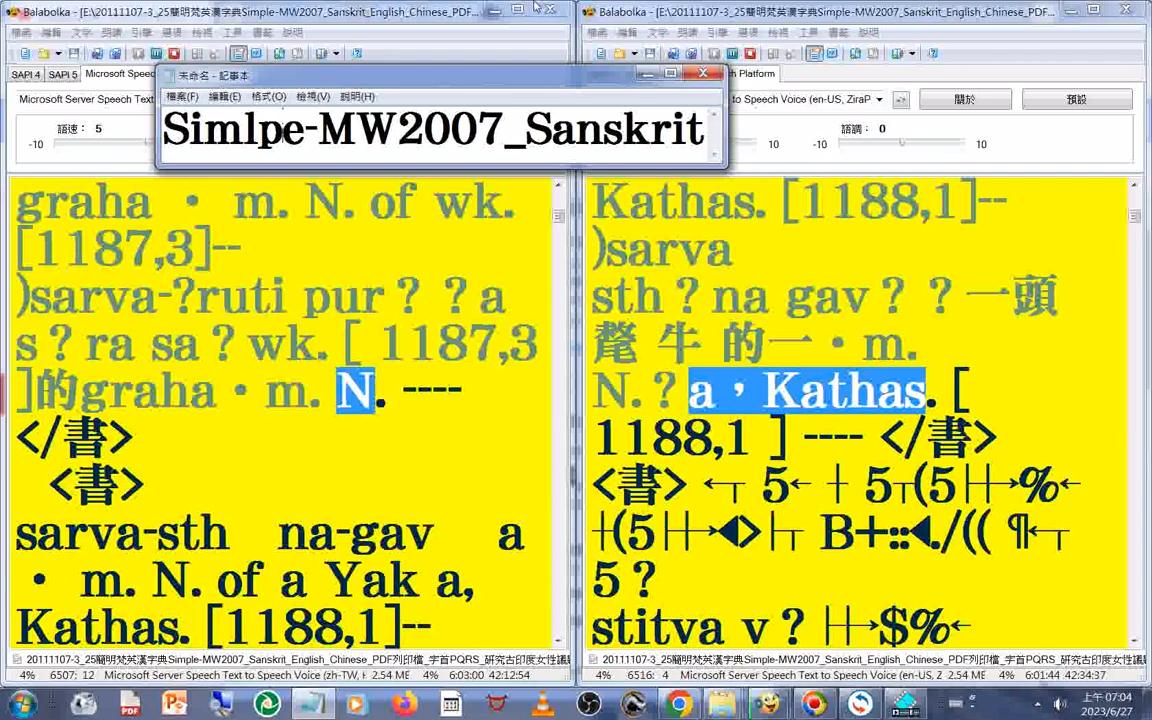 Balabolka - [E:\20111107-3_25簡明梵英漢字典Simple-MW2007_Sanskrit_English_Chinese_PDF...
SAPI 4 SAPI 5 Microsoft Speec
Microsoft Server Speech Text
語速： 5
-10
未命名 - 記事本
檔案(F) 編輯(E) 格式(O) 檢視(V) 說明(H)
Simlpe-MW2007_Sanskrit
graha • m. N. of wk.
[1187,3]--
)sarva-?ruti pur？？a
s？ra sa？wk. [ 1187,3
]的graha・m. N. ----
</書>
<書>
sarva-sth na-gav a
• m. N. of a Yak a,
Kathas. [1188,1]--
20111107-3_25簡明梵英漢字典Simple-MW2007_Sanskrit_English_Chinese_PDF列印檔_字首PQRS_研究古印度女性議
4% 6507; 12 Microsoft Server Speech Text to Speech Voice (zh-TW, H 2.54 ME 4% 6:03:00 42:12:54
Balabolka - [E:\20111107-3_25簡明梵英漢字典Simple-MW2007_Sanskrit_English_Chinese_PDF...
ch Platform
to Speech Voice (en-US, ZiraP 關於 預設
10 語調： 0
-10 10
Kathas. [1188,1]--
)sarva
sth？na gav？？一頭
氂 牛 的一・m.
N.？a，Kathas. [
1188,1 ] ---- </書>
<書> ←┬ 5← ┼ 5┬(5├┼→%←
┼(5├┼→◆>├┬ B+::◀./(( ¶←┬
5？
stitva v？├┼→$%←
20111107-3_25簡明梵英漢字典Simple-MW2007_Sanskrit_English_Chinese_PDF列印檔_字首PQRS_研究古印度女性議
4% 6516; Microsoft Server Speech Text to Speech Voice (en-US, Z 2.54 ME 4% 6:01:44 42:34:37
上午 07:04
2023/6/27